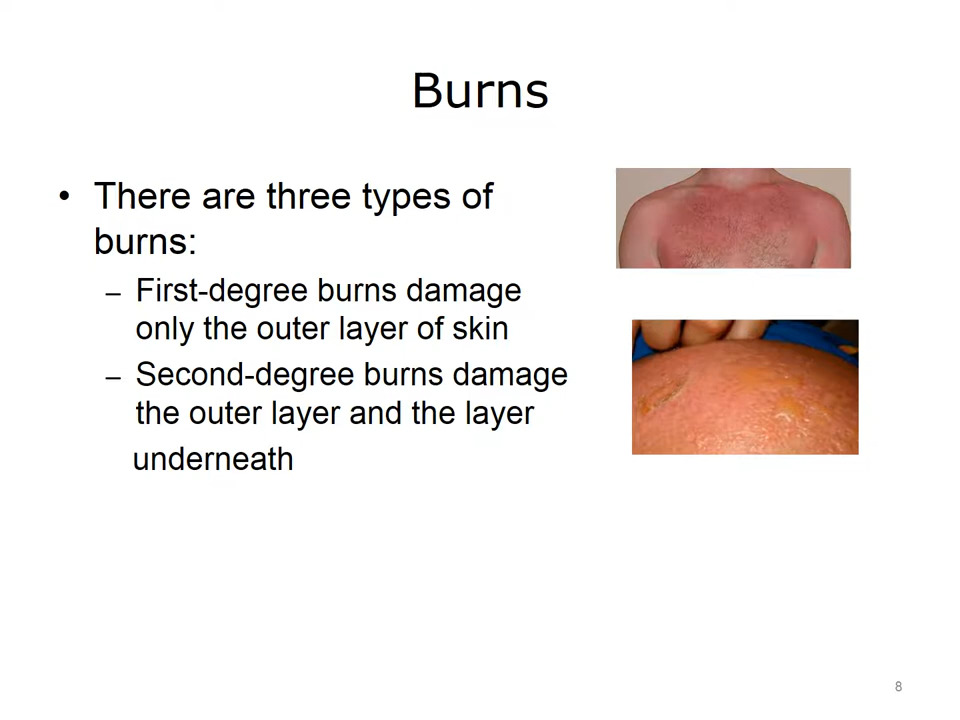 Burns
• There are three types of
burns:
– First-degree burns damage
only the outer layer of skin
– Second-degree burns damage
the outer layer and the layer
underneath
8